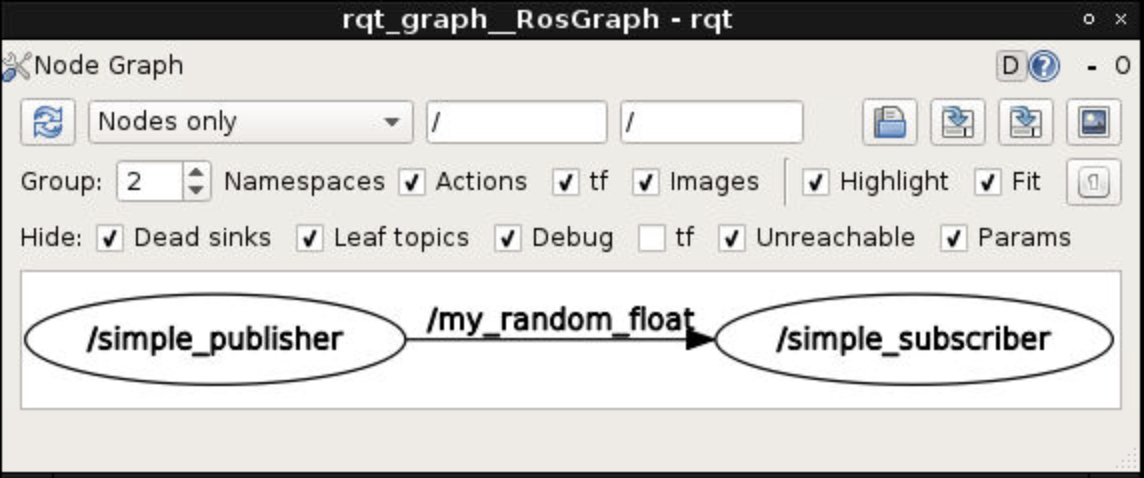 rqt_graph__RosGraph - rqt
Node Graph D ? - O
Nodes only / /
Group: 2 Namespaces Actions tf Images Highlight Fit
Hide: Dead sinks Leaf topics Debug tf Unreachable Params
/simple_publisher /my_random_float /simple_subscriber